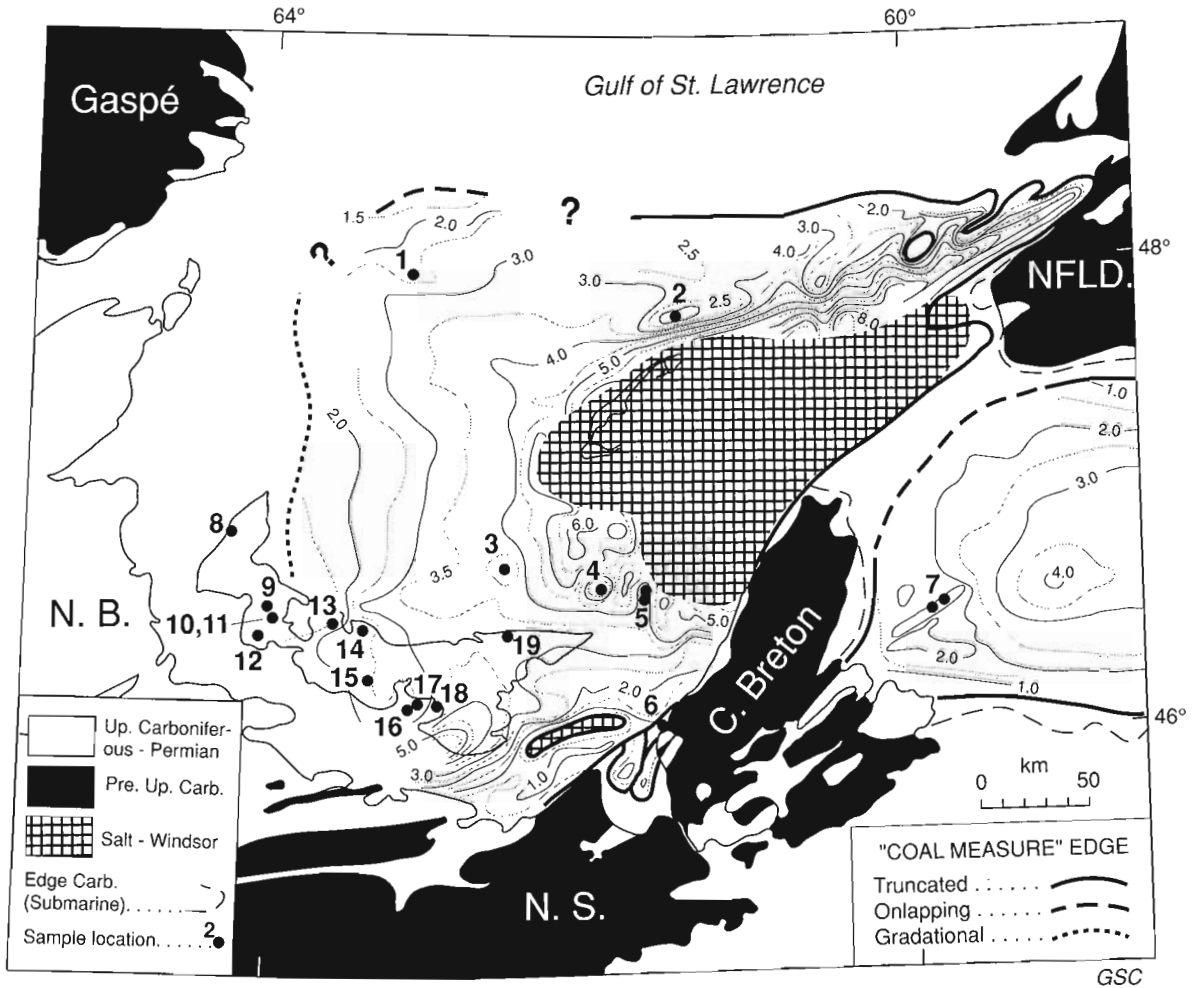 64°
60°
Gaspé
Gulf of St. Lawrence
1.5
2.0
?
2.0
?
3.0
2.5
4.0
48°
1
3.0
3.0
2
2.5
NFLD.
8.0
4.0
5.0
1.0
2.0
2.0
3.0
8
6.0
3
3.5
4
4.0
9
7
N. B.
10,11
13
5
5.0
12
14
19
2.0
15
1.0
17
18
2.0
6
C. Breton
46°
16
5.0
3.0
1.0
km
0 50
Up. Carbonifer-
ous - Permian
Pre. Up. Carb.
Salt - Windsor
Edge Carb.
(Submarine)......
Sample location.....2
N. S.
"COAL MEASURE" EDGE
Truncated . . . . . .
Onlapping . . . . . .
Gradational . . . . .
GSC